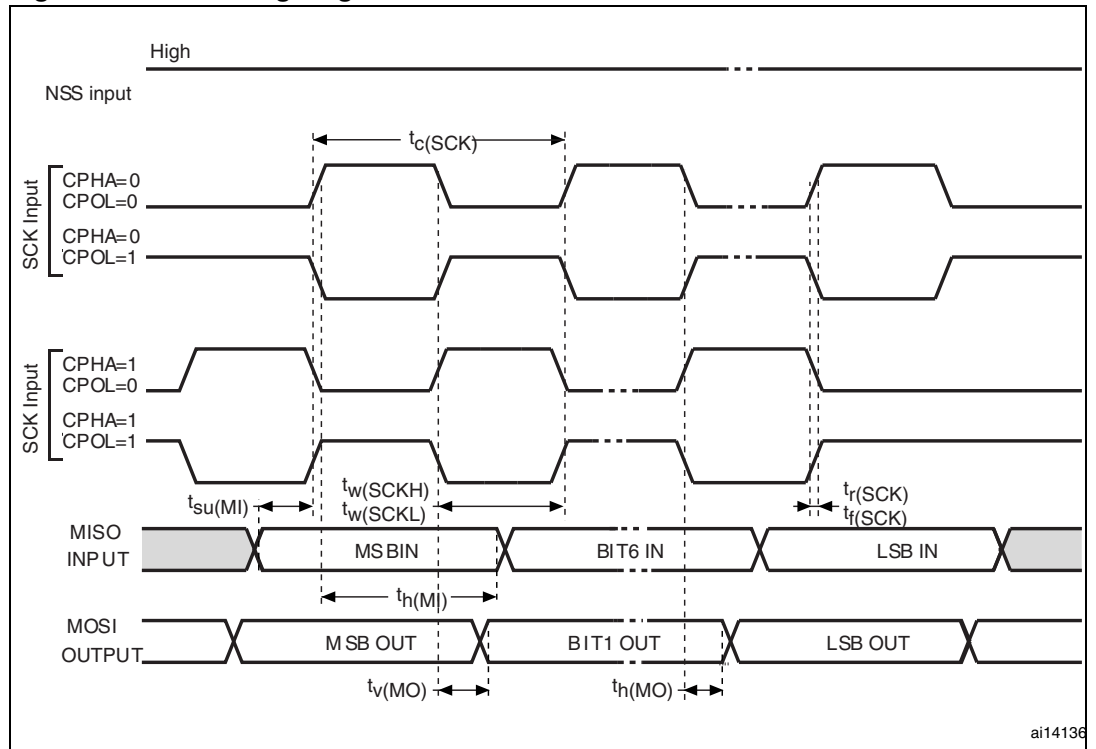 High
NSS input
tc(SCK)
SCK Input
CPHA=0
CPOL=0
CPHA=0
CPOL=1
SCK Input
CPHA=1
CPOL=0
CPHA=1
CPOL=1
tsu(MI)
tw(SCKH)
tw(SCKL)
tr(SCK)
tf(SCK)
MISO
INPUT
MSBIN
BIT6 IN
LSB IN
th(MI)
MOSI
OUTPUT
MSB OUT
BIT1 OUT
LSB OUT
tv(MO)
th(MO)
ai14136